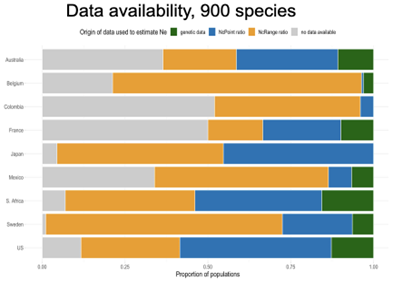 Data availability, 900 species
Origin of data used to estimate Ne genetic data NcPoint ratio NcRange ratio no data available
Australia
Belgium
Colombia
France
Japan
Mexico
S. Africa
Sweden
US
0.00 0.25 0.50 0.75 1.00
Proportion of populations